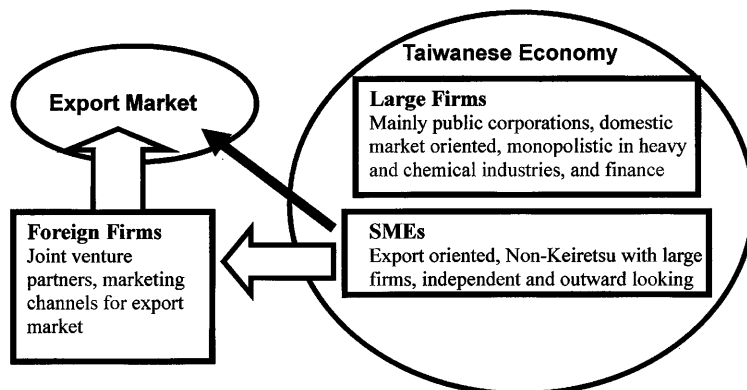 Taiwanese Economy
Export Market
Large Firms
Mainly public corporations, domestic
market oriented, monopolistic in heavy
and chemical industries, and finance
Foreign Firms
Joint venture
partners, marketing
channels for export
market
SMEs
Export oriented, Non-Keiretsu with large
firms, independent and outward looking